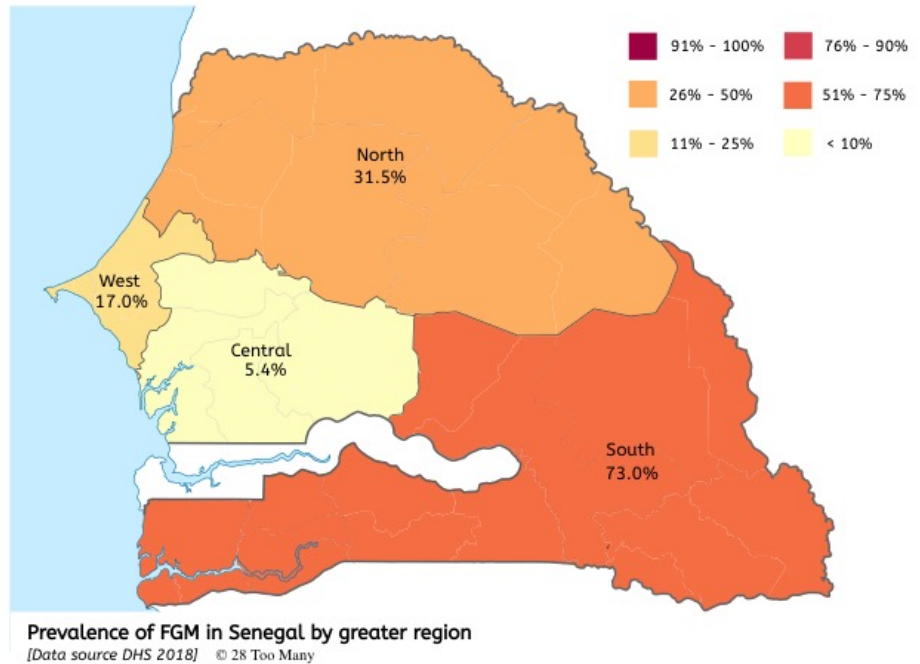 91% - 100%
76% - 90%
26% - 50%
51% - 75%
11% - 25%
< 10%
North
31.5%
West
17.0%
Central
5.4%
South
73.0%
Prevalence of FGM in Senegal by greater region
[Data source DHS 2018] © 28 Too Many